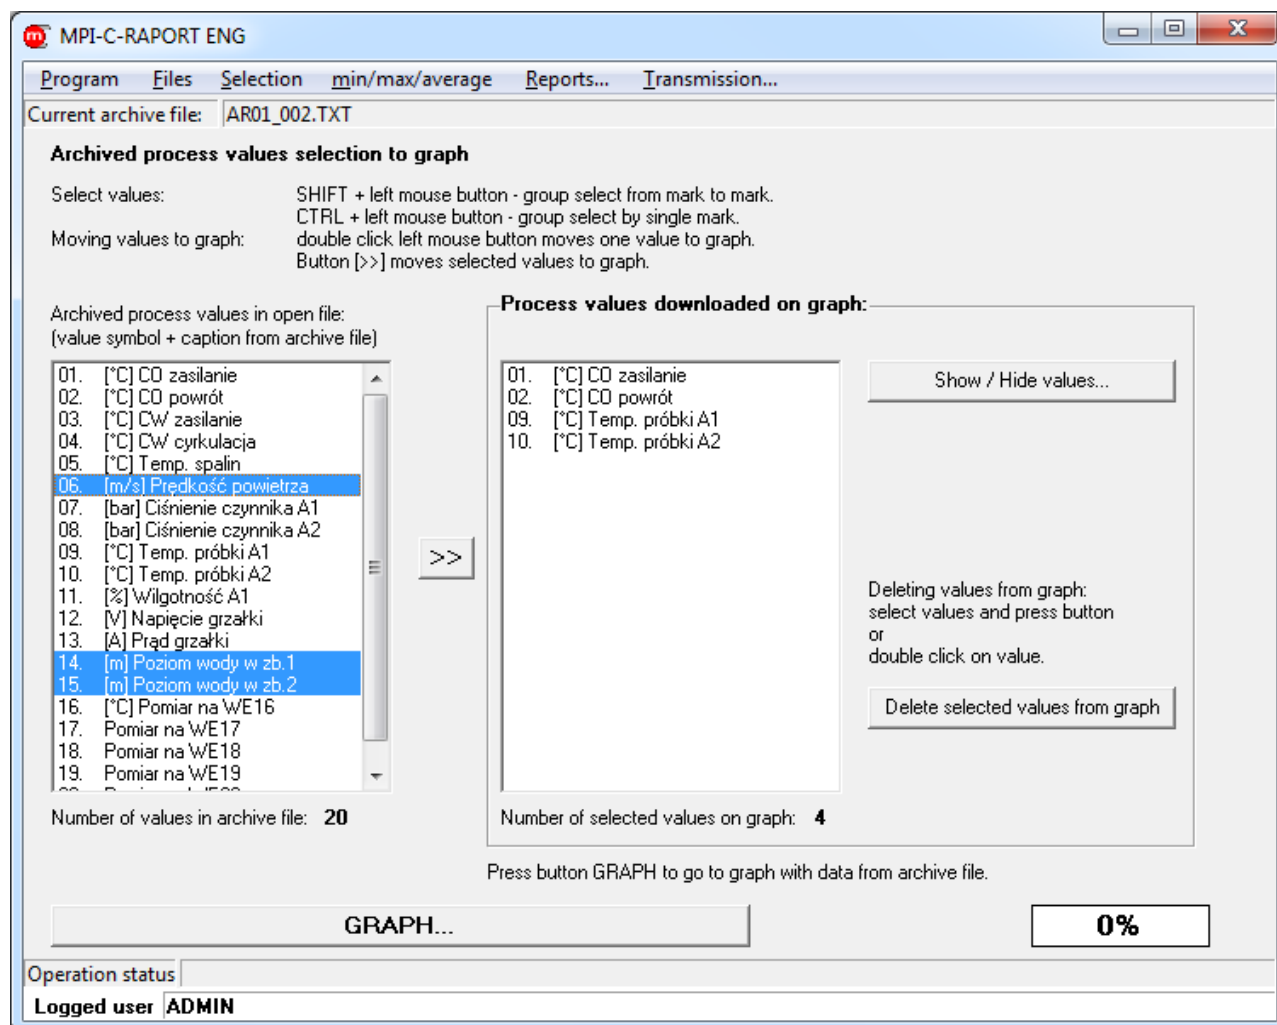 MPI-C-RAPORT ENG
Program Files Selection min/max/average Reports... Transmission...
Current archive file: AR01_002.TXT
Archived process values selection to graph
Select values: SHIFT + left mouse button - group select from mark to mark.
CTRL + left mouse button - group select by single mark.
Moving values to graph: double click left mouse button moves one value to graph.
Button [>>] moves selected values to graph.
Archived process values in open file:
(value symbol + caption from archive file)
01. [°C] CO zasilanie
02. [°C] CO powrót
03. [°C] CW zasilanie
04. [°C] CW cyrkulacja
05. [°C] Temp. spalin
06. [m/s] Prędkość powietrza
07. [bar] Ciśnienie czynnika A1
08. [bar] Ciśnienie czynnika A2
09. [°C] Temp. próbki A1
10. [°C] Temp. próbki A2
11. [%] Wilgotność A1
12. [V] Napięcie grzałki
13. [A] Prąd grzałki
14. [m] Poziom wody w zb.1
15. [m] Poziom wody w zb.2
16. [°C] Pomiar na WE16
17. Pomiar na WE17
18. Pomiar na WE18
19. Pomiar na WE19
Number of values in archive file: 20
>>
Process values downloaded on graph:
01. [°C] CO zasilanie
02. [°C] CO powrót
09. [°C] Temp. próbki A1
10. [°C] Temp. próbki A2
Number of selected values on graph: 4
Show / Hide values...
Deleting values from graph:
select values and press button
or
double click on value.
Delete selected values from graph
Press button GRAPH to go to graph with data from archive file.
GRAPH...
0%
Operation status
Logged user ADMIN